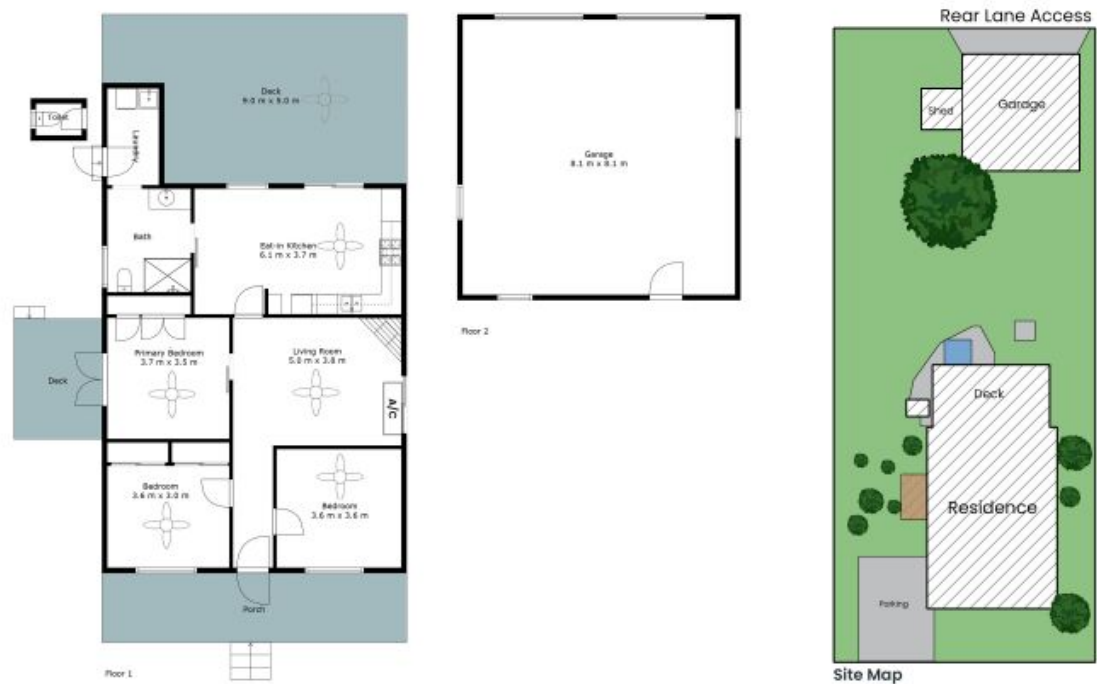 Deck
9.0 m x 5.0 m
Toilet
Laundry
Bath
Eat-in Kitchen
6.1 m x 3.7 m
Primary Bedroom
3.7 m x 3.5 m
Living Room
5.0 m x 3.8 m
Deck
A/C
Bedroom
3.6 m x 3.0 m
Bedroom
3.6 m x 3.6 m
Porch
Floor 1
Garage
8.1 m x 8.1 m
Floor 2
Rear Lane Access
Shed
Garage
Deck
Residence
Parking
Site Map